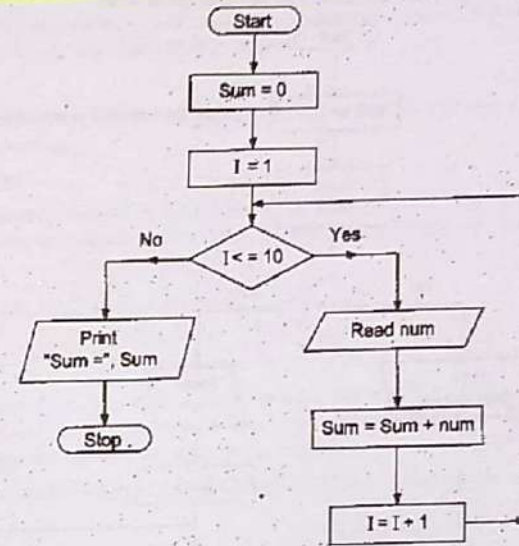 Start
Sum = 0
I = 1
No
Yes
I < = 10
Print
"Sum =", Sum
Read num
Stop
Sum = Sum + num
I = I + 1